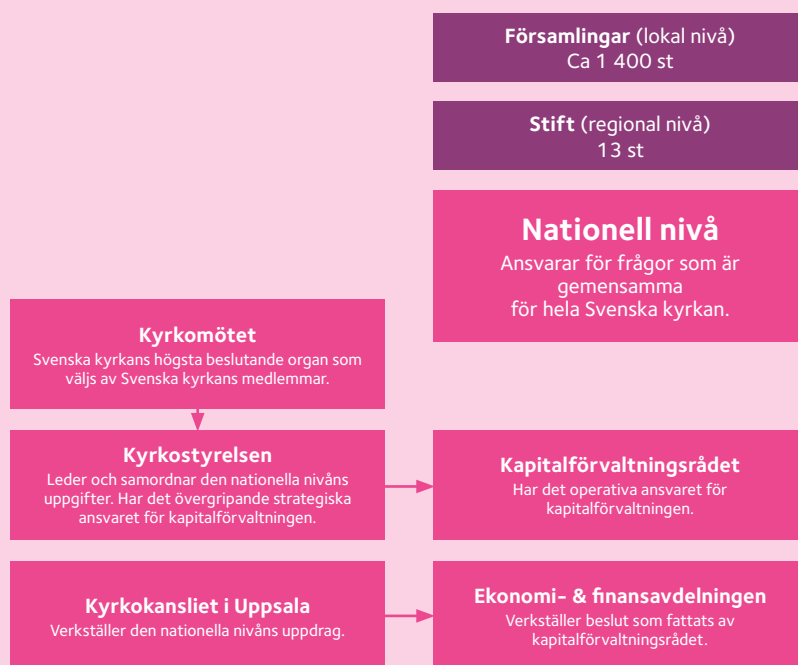 Församlingar (lokal nivå)
Ca 1 400 st
Stift (regional nivå)
13 st
Nationell nivå
Ansvarar för frågor som är
gemensamma
för hela Svenska kyrkan.
Kyrkomötet
Svenska kyrkans högsta beslutande organ som
väljs av Svenska kyrkans medlemmar.
Kyrkostyrelsen
Leder och samordnar den nationella nivåns
uppgifter. Har det övergripande strategiska
ansvaret för kapitalförvaltningen.
Kapitalförvaltningsrådet
Har det operativa ansvaret för
kapitalförvaltningen.
Kyrkokansliet i Uppsala
Verkställer den nationella nivåns uppdrag.
Ekonomi- & finansavdelningen
Verkställer beslut som fattats av
kapitalförvaltningsrådet.